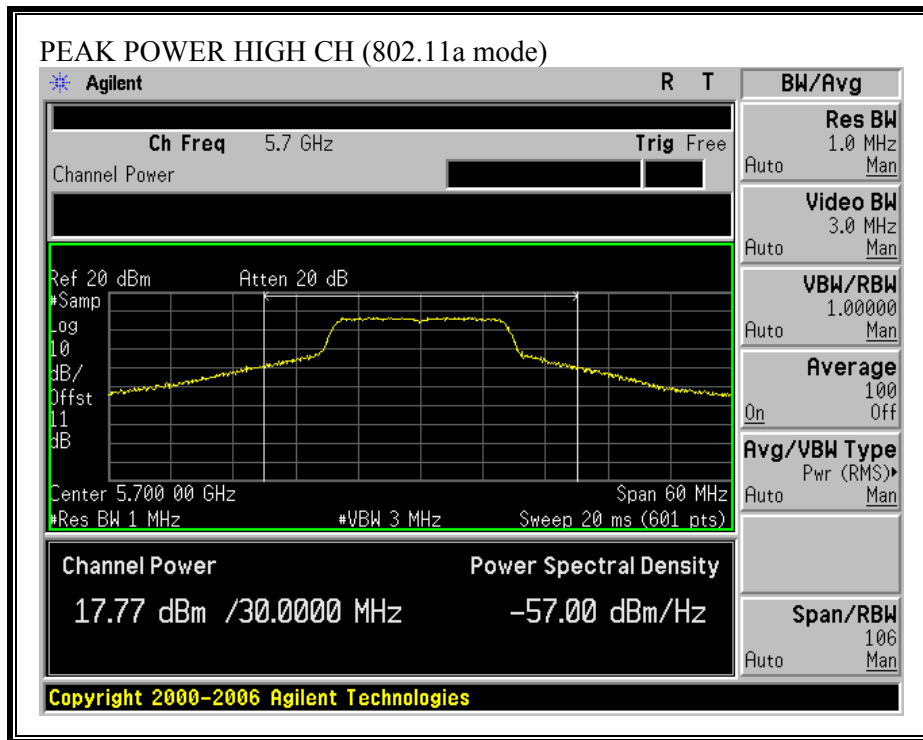 PEAK POWER HIGH CH (802.11a mode)
Agilent R T
BW/Avg
Ch Freq 5.7 GHz Trig Free
Channel Power
Res BW
1.0 MHz
Auto Man
Video BW
3.0 MHz
Auto Man
VBW/RBW
1.00000
Auto Man
Average
100
On Off
Avg/VBW Type
Pwr (RMS)
Auto Man
Span/RBW
106
Auto Man
Ref 20 dBm Atten 20 dB
#Samp
Log
10
dB/
Offst
11
dB
Center 5.700 00 GHz Span 60 MHz
#Res BW 1 MHz #VBW 3 MHz Sweep 20 ms (601 pts)
Channel Power Power Spectral Density
17.77 dBm /30.0000 MHz -57.00 dBm/Hz
Copyright 2000-2006 Agilent Technologies